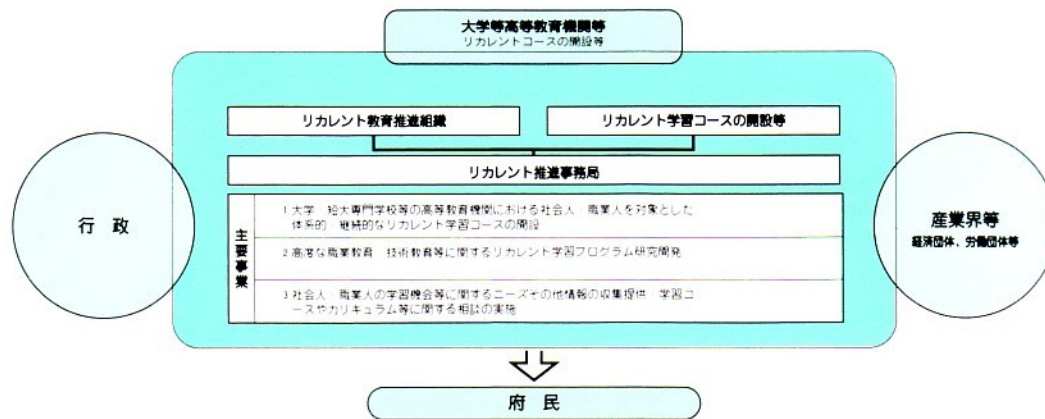 大学等高等教育機関等
リカレントコースの開設等
リカレント教育推進組織
リカレント学習コースの開設等
リカレント推進事務局
行 政
主要事業
1 大学 短大専門学校等の高等教育機関における社会人・職業人を対象とした
体系的・継続的なリカレント学習コースの開設
2 高度な職業教育 技術教育等に関するリカレント学習プログラム研究開発
3 社会人・職業人の学習機会等に関するニーズその他情報の収集提供 学習コ
ースやカリキュラム等に関する相談の実施
産業界等
経済団体、労働団体等
府 民